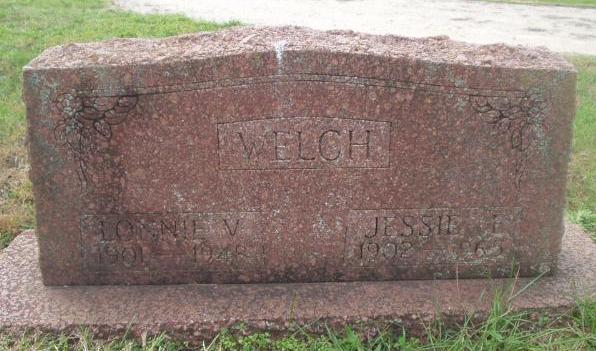 WELCH
LONNIE V.
1901 – 1948
JESSIE
1902